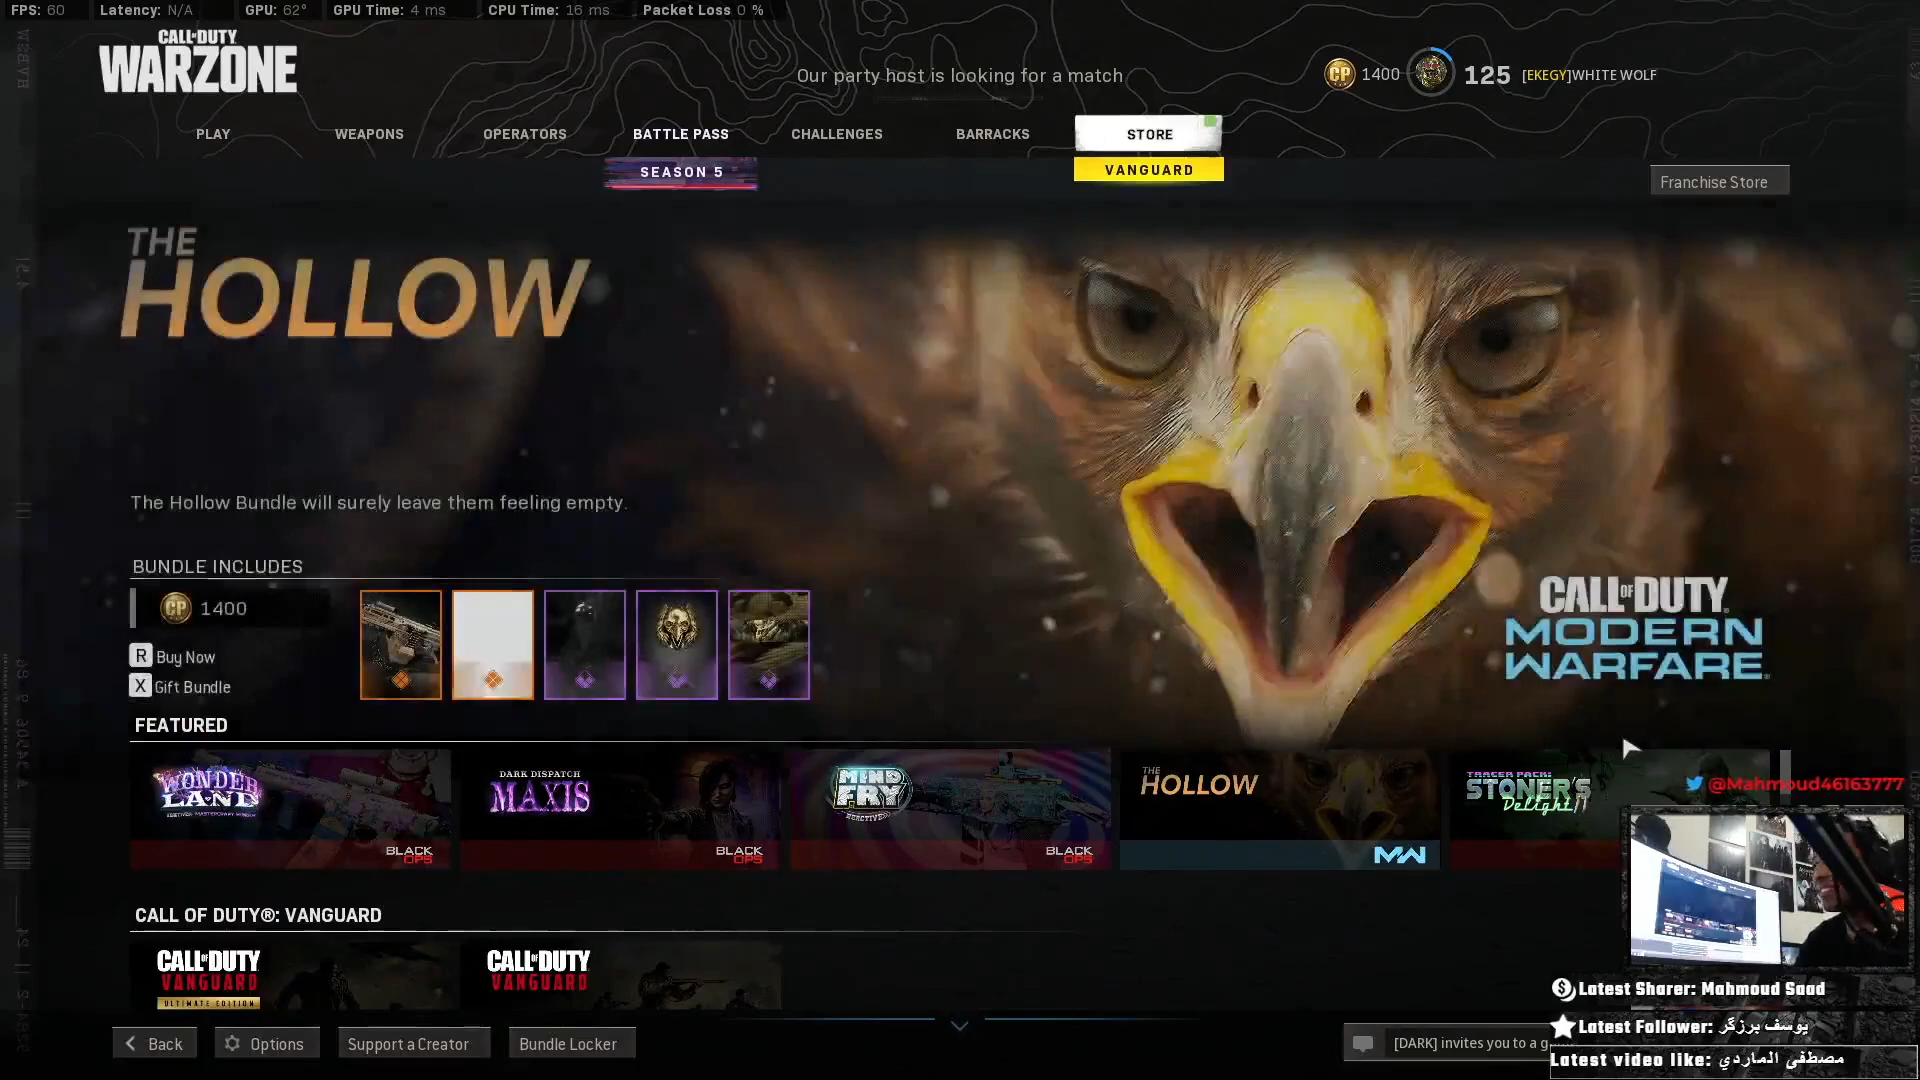 FPS: 60 Latency: N/A GPU: 62° GPU Time: 4 ms CPU Time: 16 ms Packet Loss 0 %
CALL OF DUTY
WARZONE
Our party host is looking for a match
CP 1400
125 [EKEGY]WHITE WOLF
PLAY WEAPONS OPERATORS BATTLE PASS CHALLENGES BARRACKS STORE
SEASON 5
VANGUARD
Franchise Store
THE
HOLLOW
The Hollow Bundle will surely leave them feeling empty.
BUNDLE INCLUDES
CP 1400
R Buy Now
X Gift Bundle
CALL OF DUTY
MODERN
WARFARE
FEATURED
WONDER
LAND
BLACK
OPS
DARK DISPATCH
MAXIS
BLACK
OPS
MIND
FRY
REACTIVE
BLACK
OPS
THE
HOLLOW
MW
TRACER PACK:
STONER'S
Delight
@Mahmoud46163777
CALL OF DUTY®: VANGUARD
CALL OF DUTY
VANGUARD
ULTIMATE EDITION
CALL OF DUTY
VANGUARD
Latest Sharer: Mahmoud Saad
Latest Follower: يوسف برزگر
Latest video like: مصطفى الماردي
Back Options Support a Creator Bundle Locker
[DARK] invites you to a